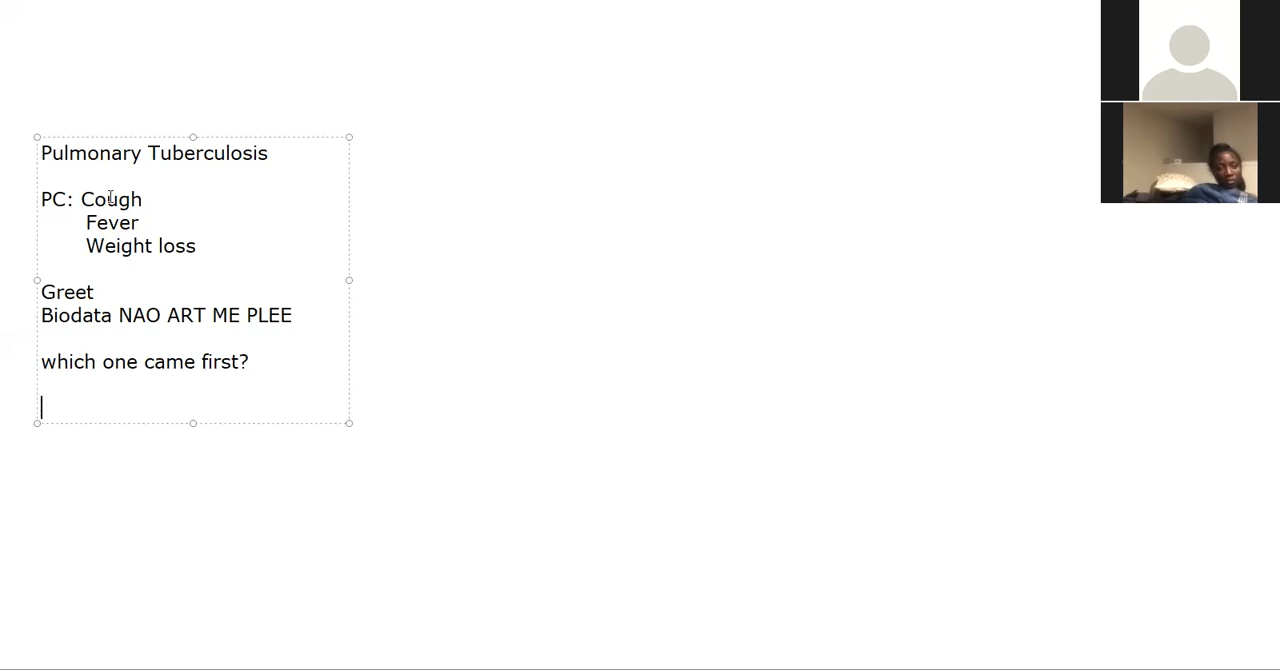 Pulmonary Tuberculosis
PC: Cough
Fever
Weight loss
Greet
Biodata NAO ART ME PLEE
which one came first?